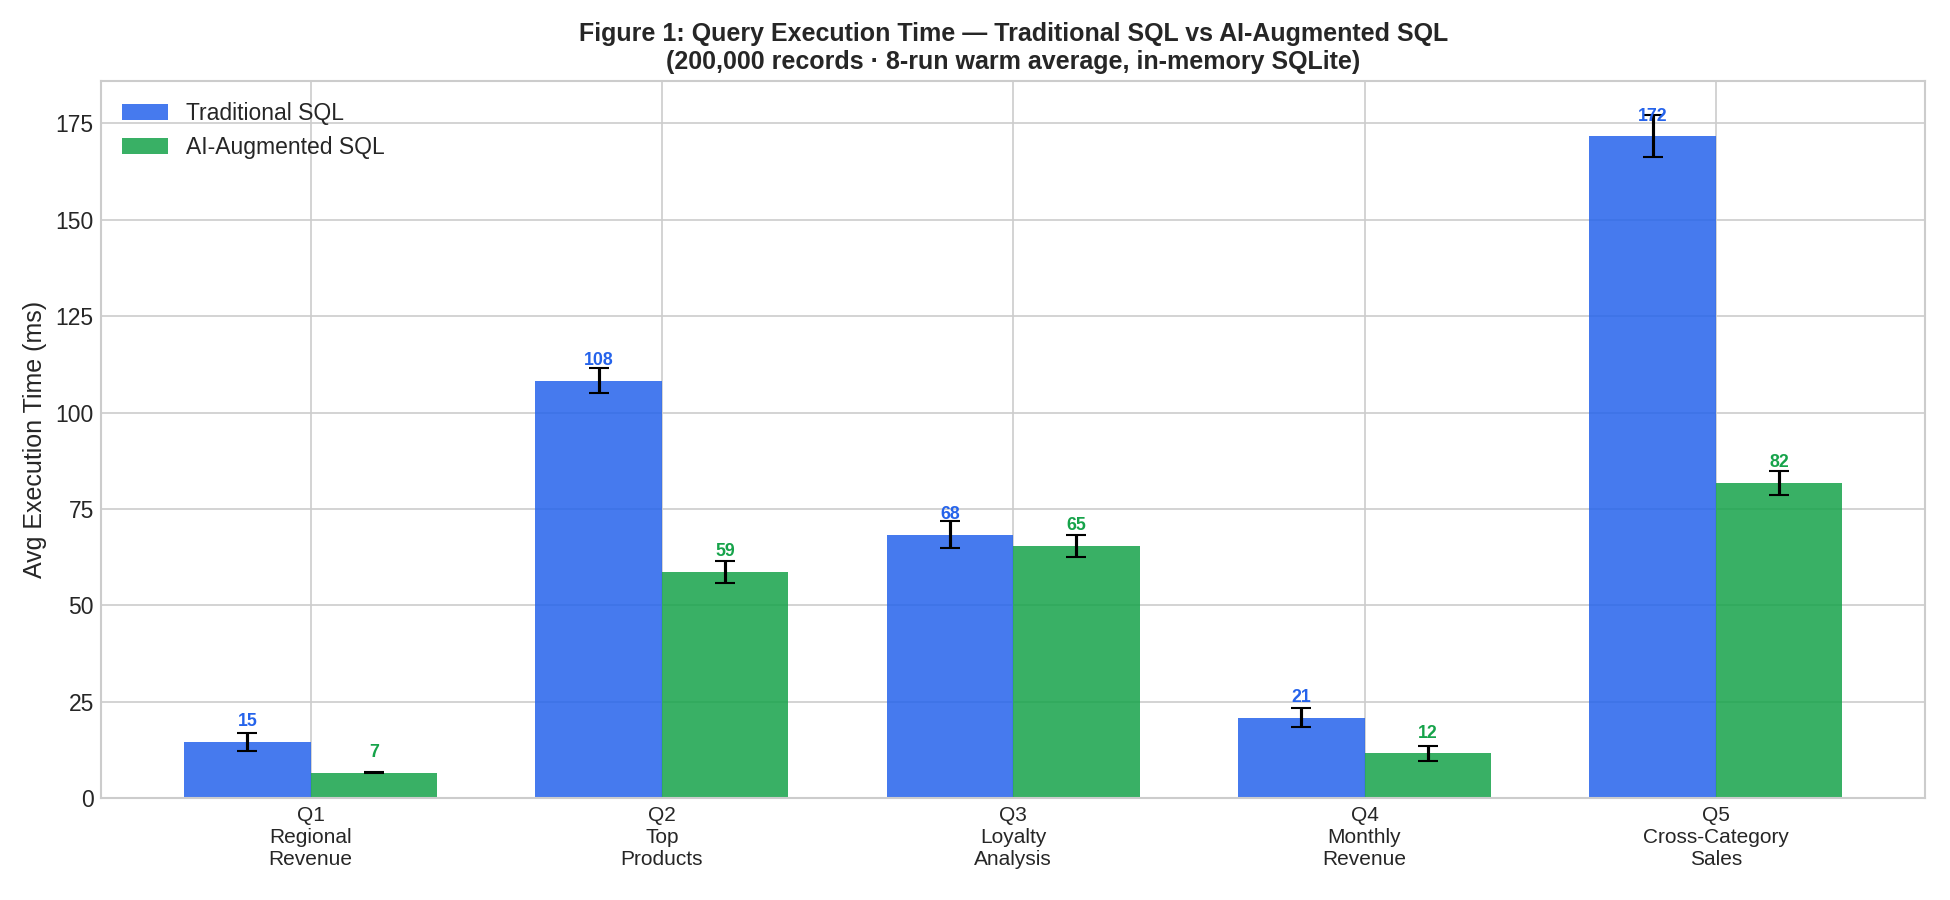 Figure 1: Query Execution Time — Traditional SQL vs AI-Augmented SQL
(200,000 records · 8-run warm average, in-memory SQLite)
Traditional SQL
AI-Augmented SQL
Avg Execution Time (ms)
175
150
125
100
75
50
25
0
15
7
108
59
68
65
21
12
172
82
Q1
Regional
Revenue
Q2
Top
Products
Q3
Loyalty
Analysis
Q4
Monthly
Revenue
Q5
Cross-Category
Sales